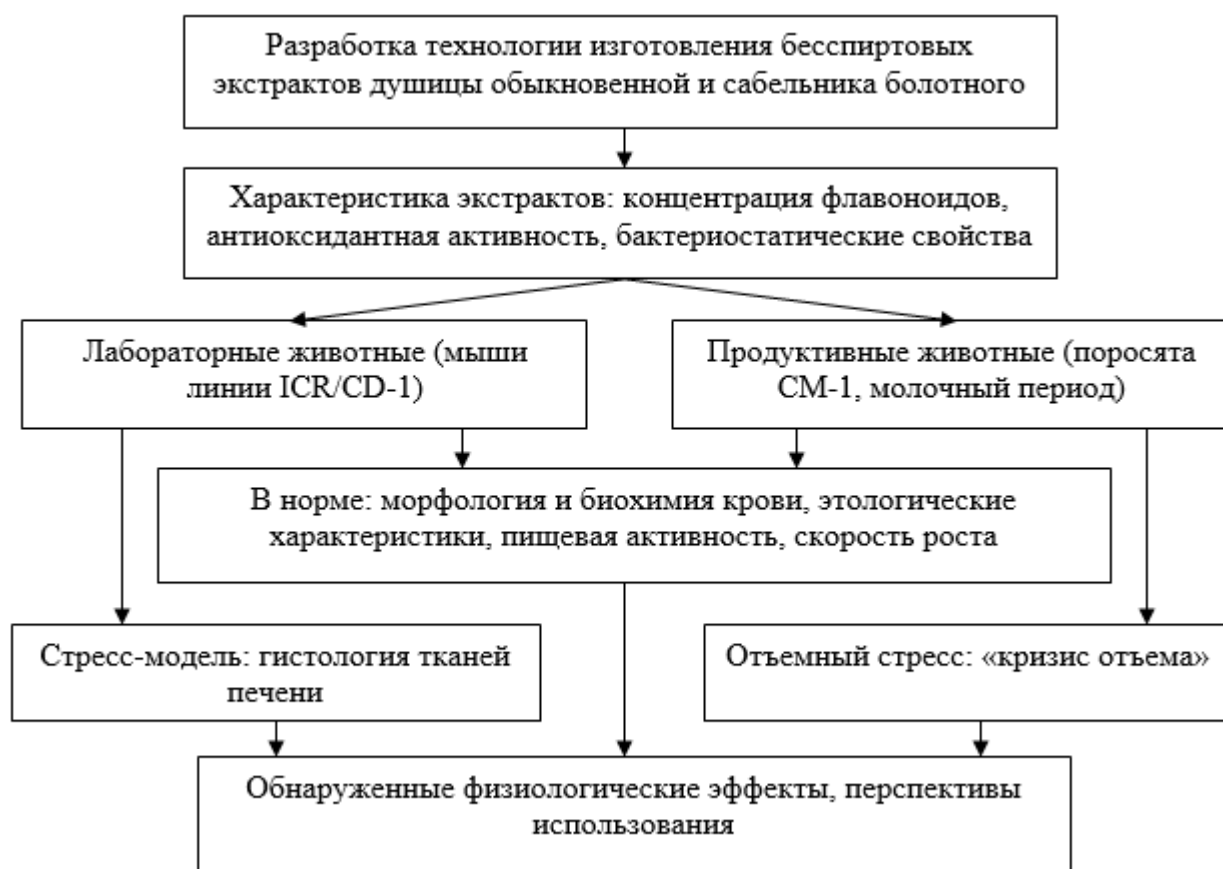 Разработка технологии изготовления бесспиртовых
экстрактов душицы обыкновенной и сабельника болотного
Характеристика экстрактов: концентрация флавоноидов,
антиоксидантная активность, бактериостатические свойства
Лабораторные животные (мыши
линии ICR/CD-1)
Продуктивные животные (поросята
СМ-1, молочный период)
В норме: морфология и биохимия крови, этологические
характеристики, пищевая активность, скорость роста
Стресс-модель: гистология тканей
печени
Отъемный стресс: «кризис отъема»
Обнаруженные физиологические эффекты, перспективы
использования